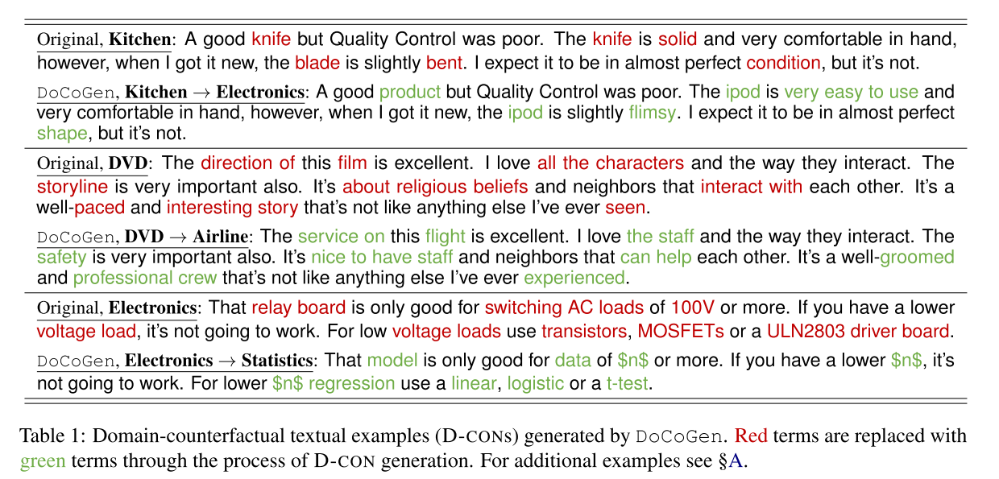 Original, Kitchen: A good knife but Quality Control was poor. The knife is solid and very comfortable in hand,
however, when I got it new, the blade is slightly bent. I expect it to be in almost perfect condition, but it's not.
DoCoGen, Kitchen → Electronics: A good product but Quality Control was poor. The ipod is very easy to use and
very comfortable in hand, however, when I got it new, the ipod is slightly flimsy. I expect it to be in almost perfect
shape, but it's not.
Original, DVD: The direction of this film is excellent. I love all the characters and the way they interact. The
storyline is very important also. It's about religious beliefs and neighbors that interact with each other. It's a
well-paced and interesting story that's not like anything else I've ever seen.
DoCoGen, DVD → Airline: The service on this flight is excellent. I love the staff and the way they interact. The
safety is very important also. It's nice to have staff and neighbors that can help each other. It's a well-groomed
and professional crew that's not like anything else I've ever experienced.
Original, Electronics: That relay board is only good for switching AC loads of 100V or more. If you have a lower
voltage load, it's not going to work. For low voltage loads use transistors, MOSFETs or a ULN2803 driver board.
DoCoGen, Electronics → Statistics: That model is only good for data of $n$ or more. If you have a lower $n$, it's
not going to work. For lower $n$ regression use a linear, logistic or a t-test.
Table 1: Domain-counterfactual textual examples (D-CONs) generated by DoCoGen. Red terms are replaced with
green terms through the process of D-CON generation. For additional examples see §A.